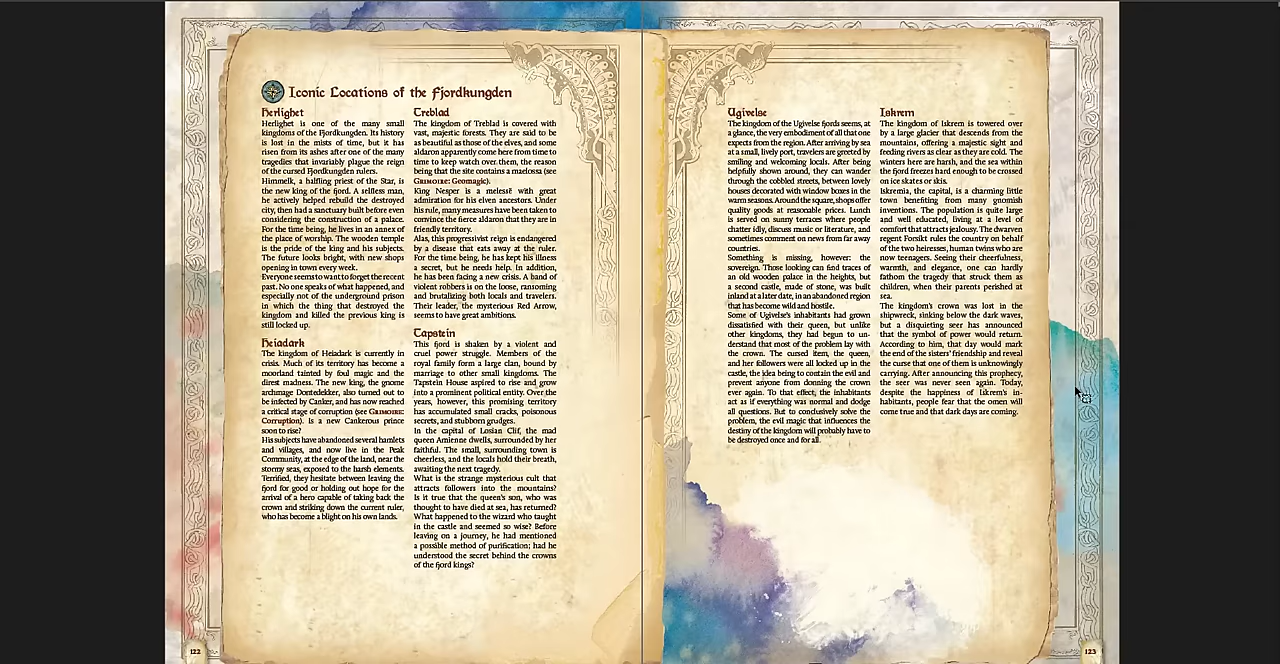 Iconic Locations of the Fjordkungden
Herlighet
Herlighet is one of the many small
kingdoms of the Fjordkungden. Its history
is lost in the mists of time, but it has
risen from its ashes after one of the many
tragedies that invariably plague the reign
of the cursed Fjordkungden rulers.
Himmelk, a halfling priest of the Star, is
the new king of the fjord. A selfless man,
he actively helped rebuild the destroyed
city, then had a sanctuary built before even
considering the construction of a palace.
For the time being, he lives in an annex of
the place of worship. The wooden temple
is the pride of the king and his subjects.
The future looks bright, with new shops
opening in town every week.
Everyone seems to want to forget the recent
past. No one speaks of what happened, and
especially not of the underground prison
in which the thing that destroyed the
kingdom and killed the previous king is
still locked up.
Heiadark
The kingdom of Heiadark is currently in
crisis. Much of its territory has become a
moorland tainted by foul magic and the
direst madness. The new king, the gnome
archmage Dontedekker, also turned out to
be infected by Canker, and has now reached
a critical stage of corruption (see Grimoire:
Corruption). is a new Cankerous prince
soon to rise?
His subjects have abandoned several hamlets
and villages, and now live in the Peak
Community, at the edge of the land, near the
stormy seas, exposed to the harsh elements.
Terrified, they hesitate between leaving the
fjord for good or holding out hope for the
arrival of a hero capable of taking back the
crown and striking down the current ruler,
who has become a blight on his own lands.
Treblad
The kingdom of Treblad is covered with
vast, majestic forests. They are said to be
as beautiful as those of the elves, and some
aldaron apparently come here from time to
time to keep watch over them, the reason
being that the site contains a maelossa (see
Grimoire: Geomagic).
King Nesper is a melessë with great
admiration for his elven ancestors. Under
his rule, many measures have been taken to
convince the fierce aldaron that they are in
friendly territory.
Alas, this progressivist reign is endangered
by a disease that eats away at the ruler.
For the time being, he has kept his illness
a secret, but he needs help. In addition,
he has been facing a new crisis. A band of
violent robbers is on the loose, ransoming
and brutalizing both locals and travelers.
Their leader, the mysterious Red Arrow,
seems to have great ambitions.
Tapstein
This fjord is shaken by a violent and
cruel power struggle. Members of the
royal family form a large clan, bound by
marriage to other small kingdoms. The
Tapstein House aspired to rise and grow
into a prominent political entity. Over the
years, however, this promising territory
has accumulated small cracks, poisonous
secrets, and stubborn grudges.
In the capital of Losian Clif, the mad
queen Amienne dwells, surrounded by her
faithful. The small, surrounding town is
cheerless, and the locals hold their breath,
awaiting the next tragedy.
What is the strange mysterious cult that
attracts followers into the mountains?
Is it true that the queen's son, who was
thought to have died at sea, has returned?
What happened to the wizard who taught
in the castle and seemed so wise? Before
leaving on a journey, he had mentioned
a possible method of purification; had he
understood the secret behind the crowns
of the fjord kings?
122
Ugivelse
The kingdom of the Ugivelse fjords seems, at
a glance, the very embodiment of all that one
expects from the region. After arriving by sea
at a small, lively port, travelers are greeted by
smiling and welcoming locals. After being
helpfully shown around, they can wander
through the cobbled streets, between lovely
houses decorated with window boxes in the
warm seasons. Around the square, shops offer
quality goods at reasonable prices. Lunch
is served on sunny terraces where people
chatter idly, discuss music or literature, and
sometimes comment on news from far away
countries.
Something is missing, however: the
sovereign. Those looking can find traces of
an old wooden palace in the heights, but
a second castle, made of stone, was built
inland at a later date, in an abandoned region
that has become wild and hostile.
Some of Ugivelse's inhabitants had grown
dissatisfied with their queen, but unlike
other kingdoms, they had begun to un-
derstand that most of the problem lay with
the crown. The cursed item, the queen,
and her followers were all locked up in the
castle, the idea being to contain the evil and
prevent anyone from donning the crown
ever again. To that effect, the inhabitants
act as if everything was normal and dodge
all questions. But to conclusively solve the
problem, the evil magic that influences the
destiny of the kingdom will probably have to
be destroyed once and for all.
Iskrem
The kingdom of Iskrem is towered over
by a large glacier that descends from the
mountains, offering a majestic sight and
feeding rivers as clear as they are cold. The
winters here are harsh, and the sea within
the fjord freezes hard enough to be crossed
on ice skates or skis.
Iskremia, the capital, is a charming little
town benefiting from many gnomish
inventions. The population is quite large
and well educated, living at a level of
comfort that attracts jealousy. The dwarven
regent Forsikt rules the country on behalf
of the two heiresses, human twins who are
now teenagers. Seeing their cheerfulness,
warmth, and elegance, one can hardly
fathom the tragedy that struck them as
children, when their parents perished at
sea.
The kingdom's crown was lost in the
shipwreck, sinking below the dark waves,
but a disquieting seer has announced
that the symbol of power would return.
According to him, that day would mark
the end of the sisters' friendship and reveal
the curse that one of them is unknowingly
carrying. After announcing this prophecy,
the seer was never seen again. Today,
despite the happiness of Iskrem's in-
habitants, people fear that the omen will
come true and that dark days are coming.
123